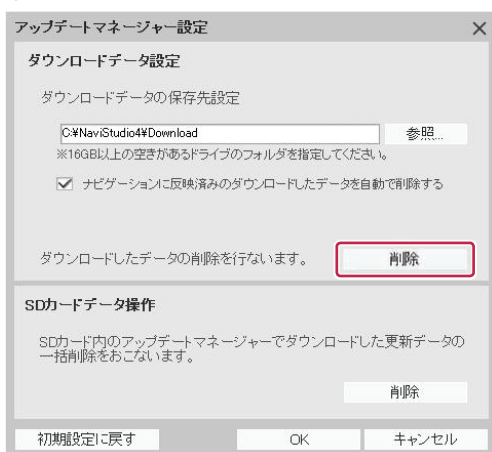 アップデートマネージャー設定
ダウンロードデータ設定
ダウンロードデータの保存先設定
C:¥NaviStudio4¥Download
参照...
※16GB以上の空きがあるドライブのフォルダを指定してください。
ナビゲーションに反映済みのダウンロードしたデータを自動で削除する
ダウンロードしたデータの削除を行ないます。
削除
SDカードデータ操作
SDカード内のアップデートマネージャーでダウンロードした更新データの
一括削除をおこないます。
削除
初期設定に戻す
OK
キャンセル